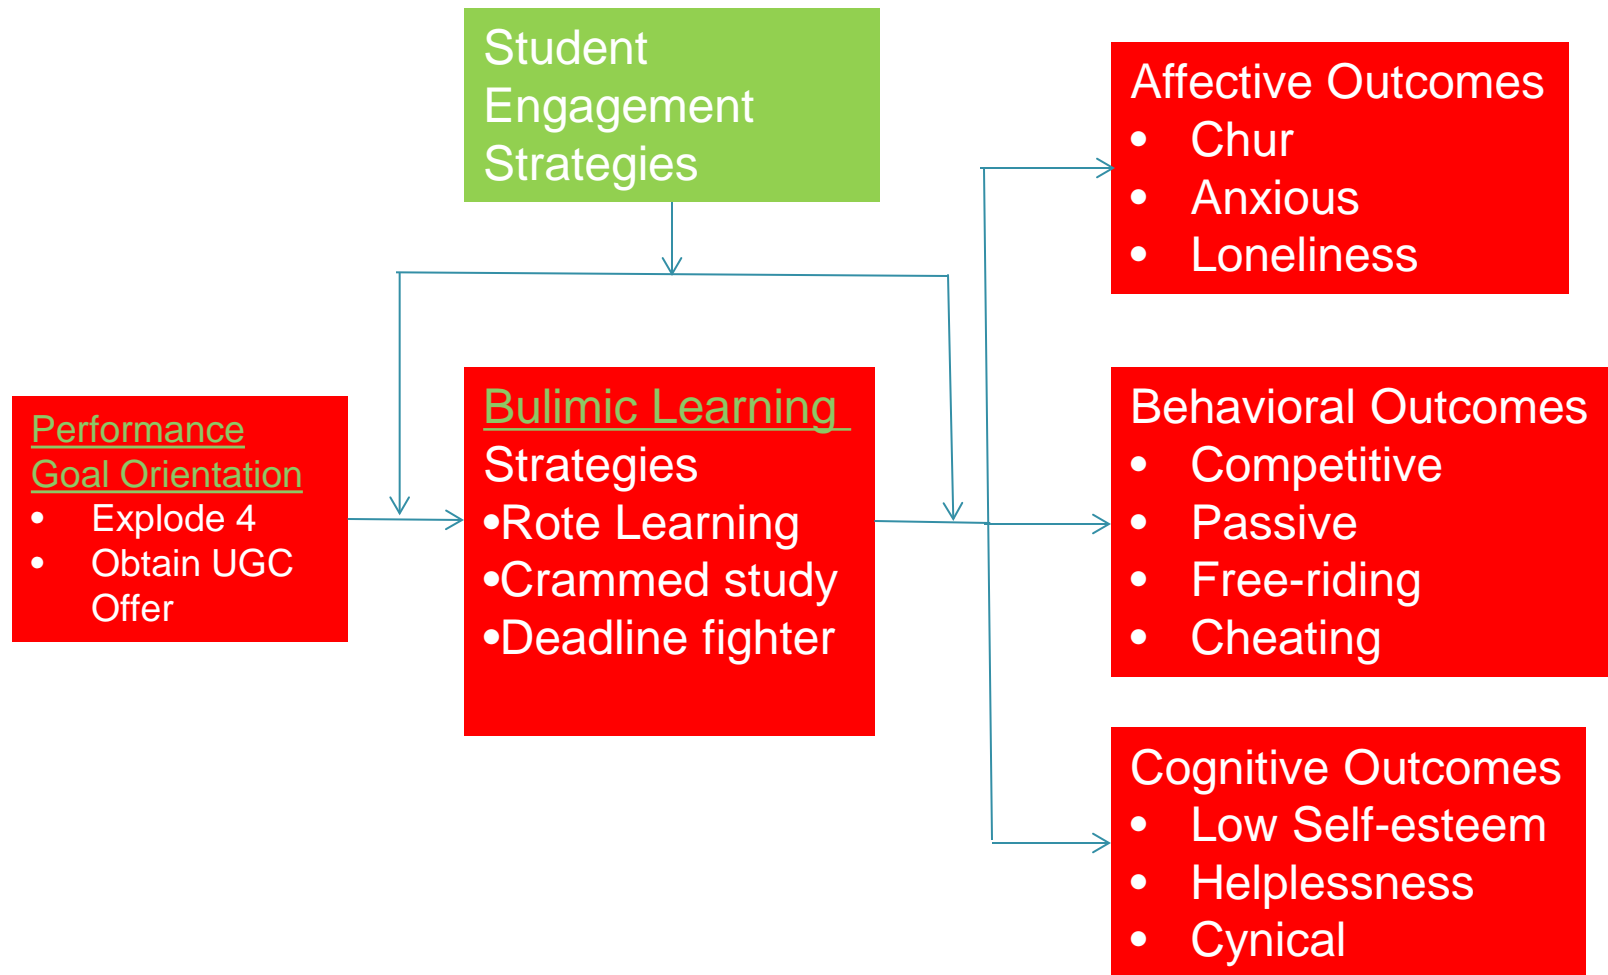 Student
Engagement
Strategies
Affective Outcomes
• Chur
• Anxious
• Loneliness
Performance
Goal Orientation
• Explode 4
• Obtain UGC
Offer
Bulimic Learning
Strategies
•Rote Learning
•Crammed study
•Deadline fighter
Behavioral Outcomes
• Competitive
• Passive
• Free-riding
• Cheating
Cognitive Outcomes
• Low Self-esteem
• Helplessness
• Cynical